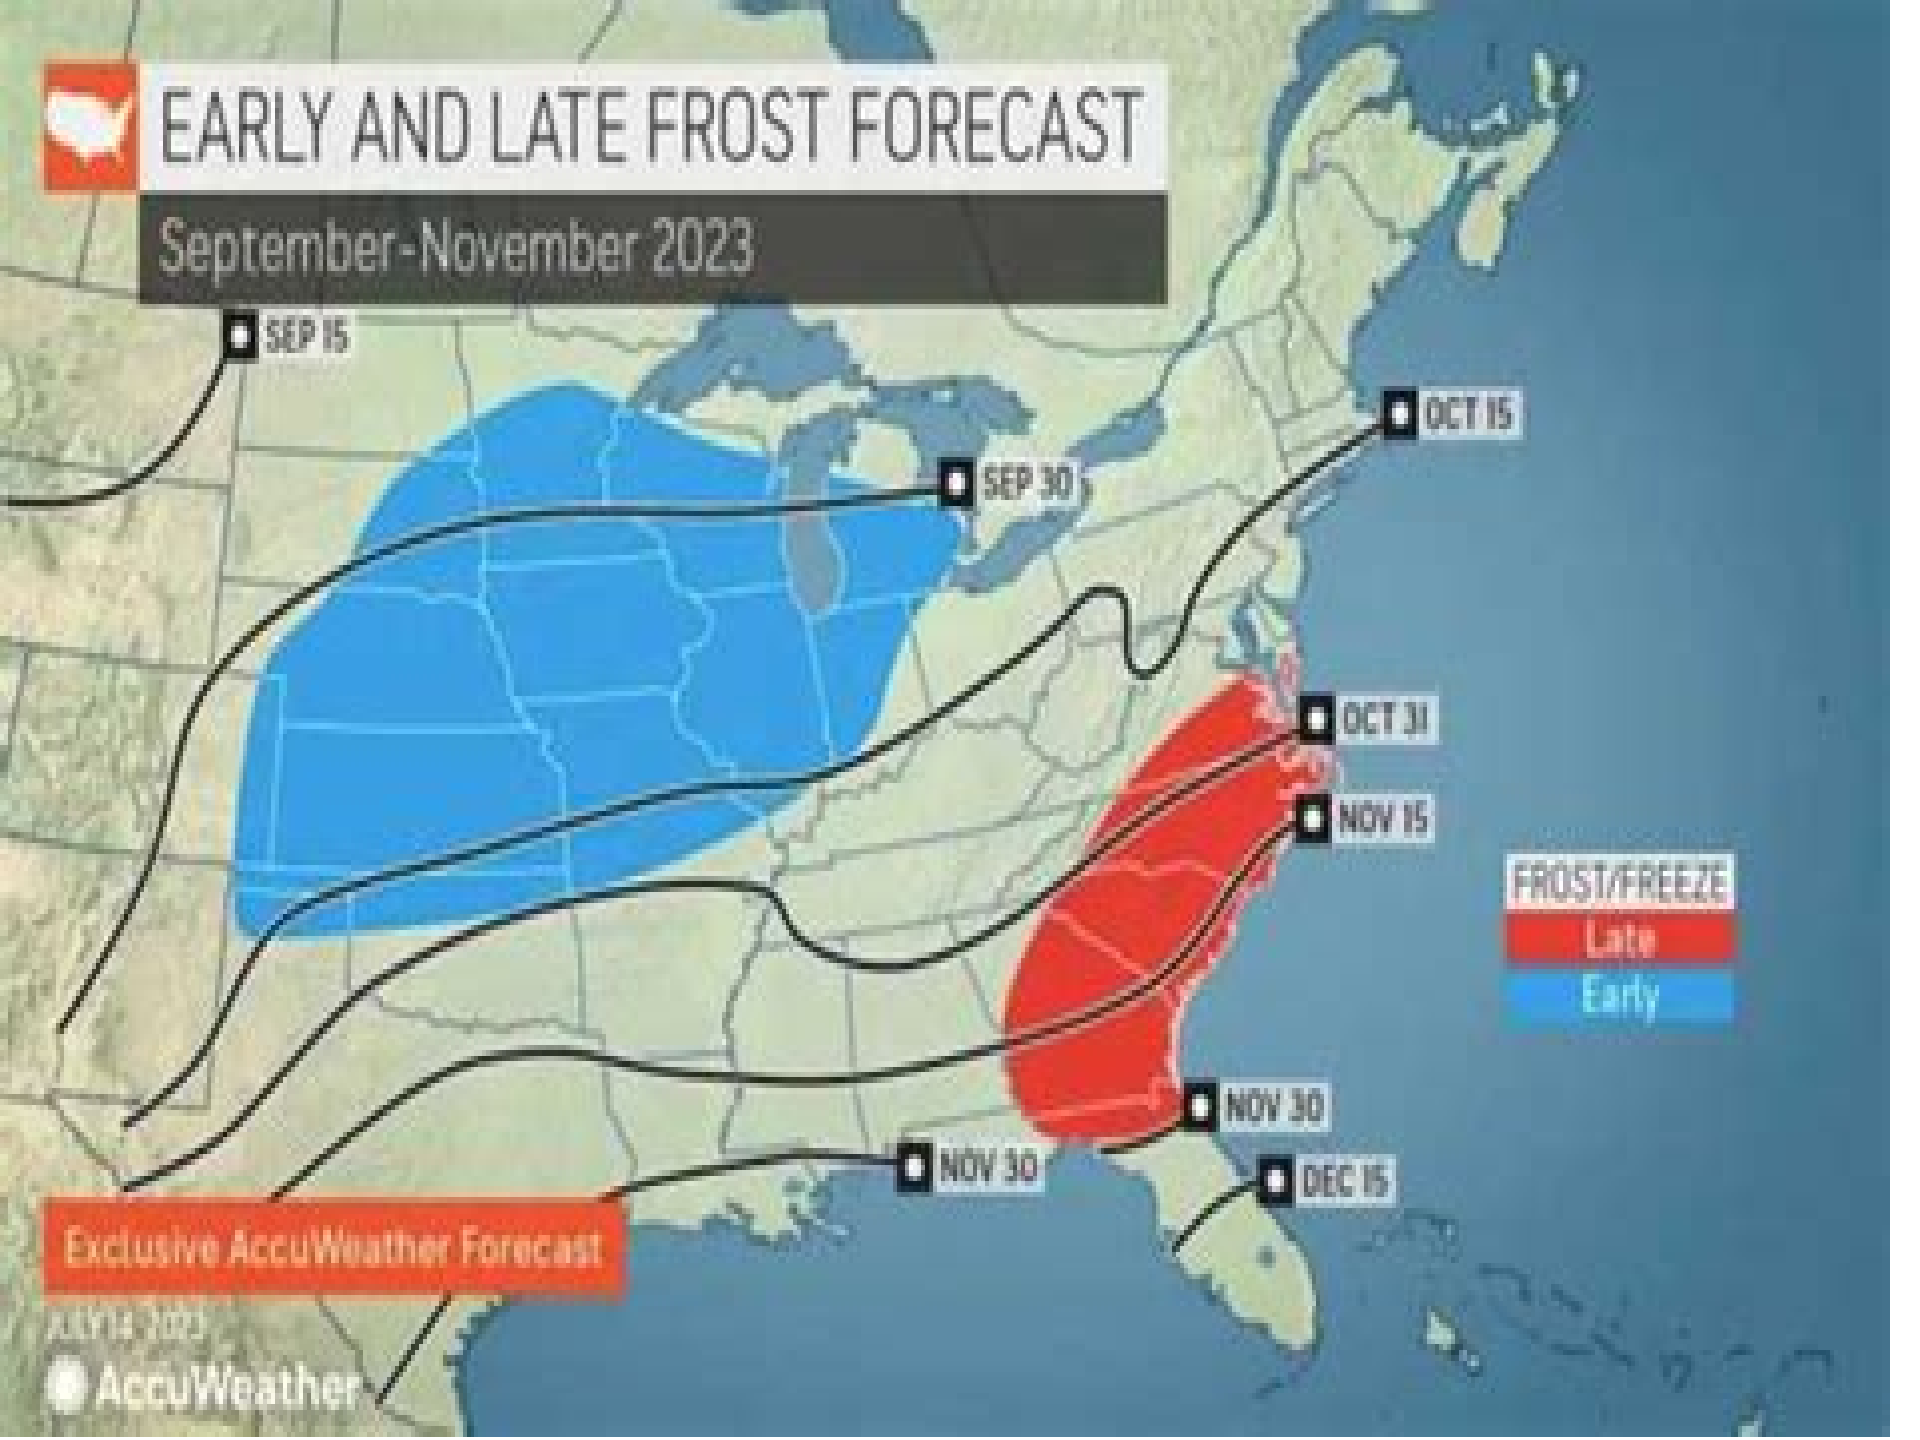 EARLY AND LATE FROST FORECAST
September-November 2023
SEP 15
OCT 15
SEP 30
OCT 31
NOV 15
FROST/FREEZE
Late
Early
NOV 30
NOV 30
DEC 15
Exclusive AccuWeather Forecast
JULY 14 2023
AccuWeather